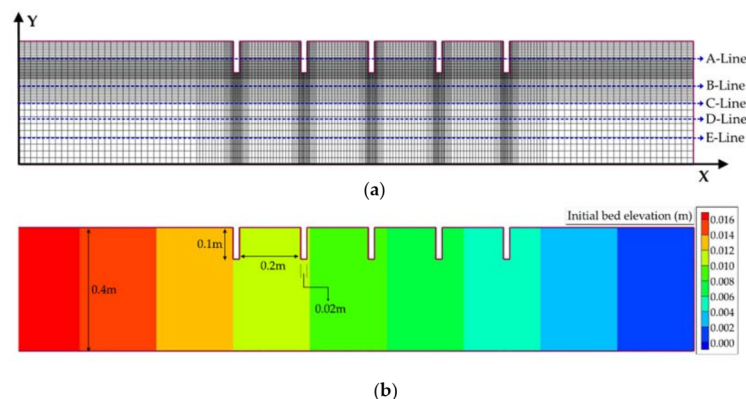 Y
A-Line
B-Line
C-Line
D-Line
E-Line
X
(a)
Initial bed elevation (m)
0.1m
0.2m
0.4m
0.02m
0.016
0.014
0.012
0.010
0.008
0.006
0.004
0.002
0.000
(b)